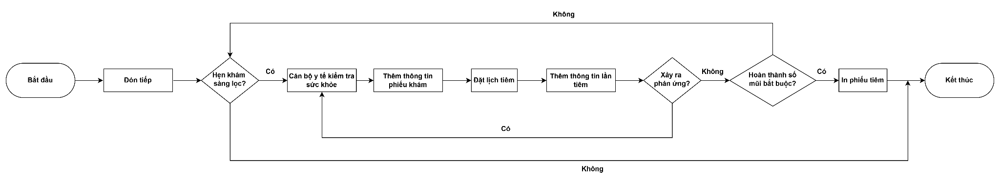 Không
Bắt đầu
Đón tiếp
Hẹn khám
sàng lọc?
Có
Cán bộ y tế kiểm tra
sức khỏe
Thêm thông tin
phiếu khám
Đặt lịch tiêm
Thêm thông tin lần
tiêm
Xảy ra
phản ứng?
Không
Hoàn thành số
mũi bắt buộc?
Có
In phiếu tiêm
Kết thúc
Có
Không